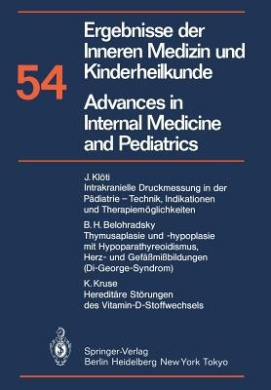 54
Ergebnisse der
Inneren Medizin und
Kinderheilkunde
Advances in
Internal Medicine
and Pediatrics
J. Klöti
Intrakranielle Druckmessung in der
Pädiatrie – Technik, Indikationen
und Therapiemöglichkeiten
B. H. Belohradsky
Thymusaplasie und -hypoplasie
mit Hypoparathyreoidismus,
Herz- und Gefäßmißbildungen
(Di-George-Syndrom)
K. Kruse
Hereditäre Störungen
des Vitamin-D-Stoffwechsels
Springer-Verlag
Berlin Heidelberg New York Tokyo